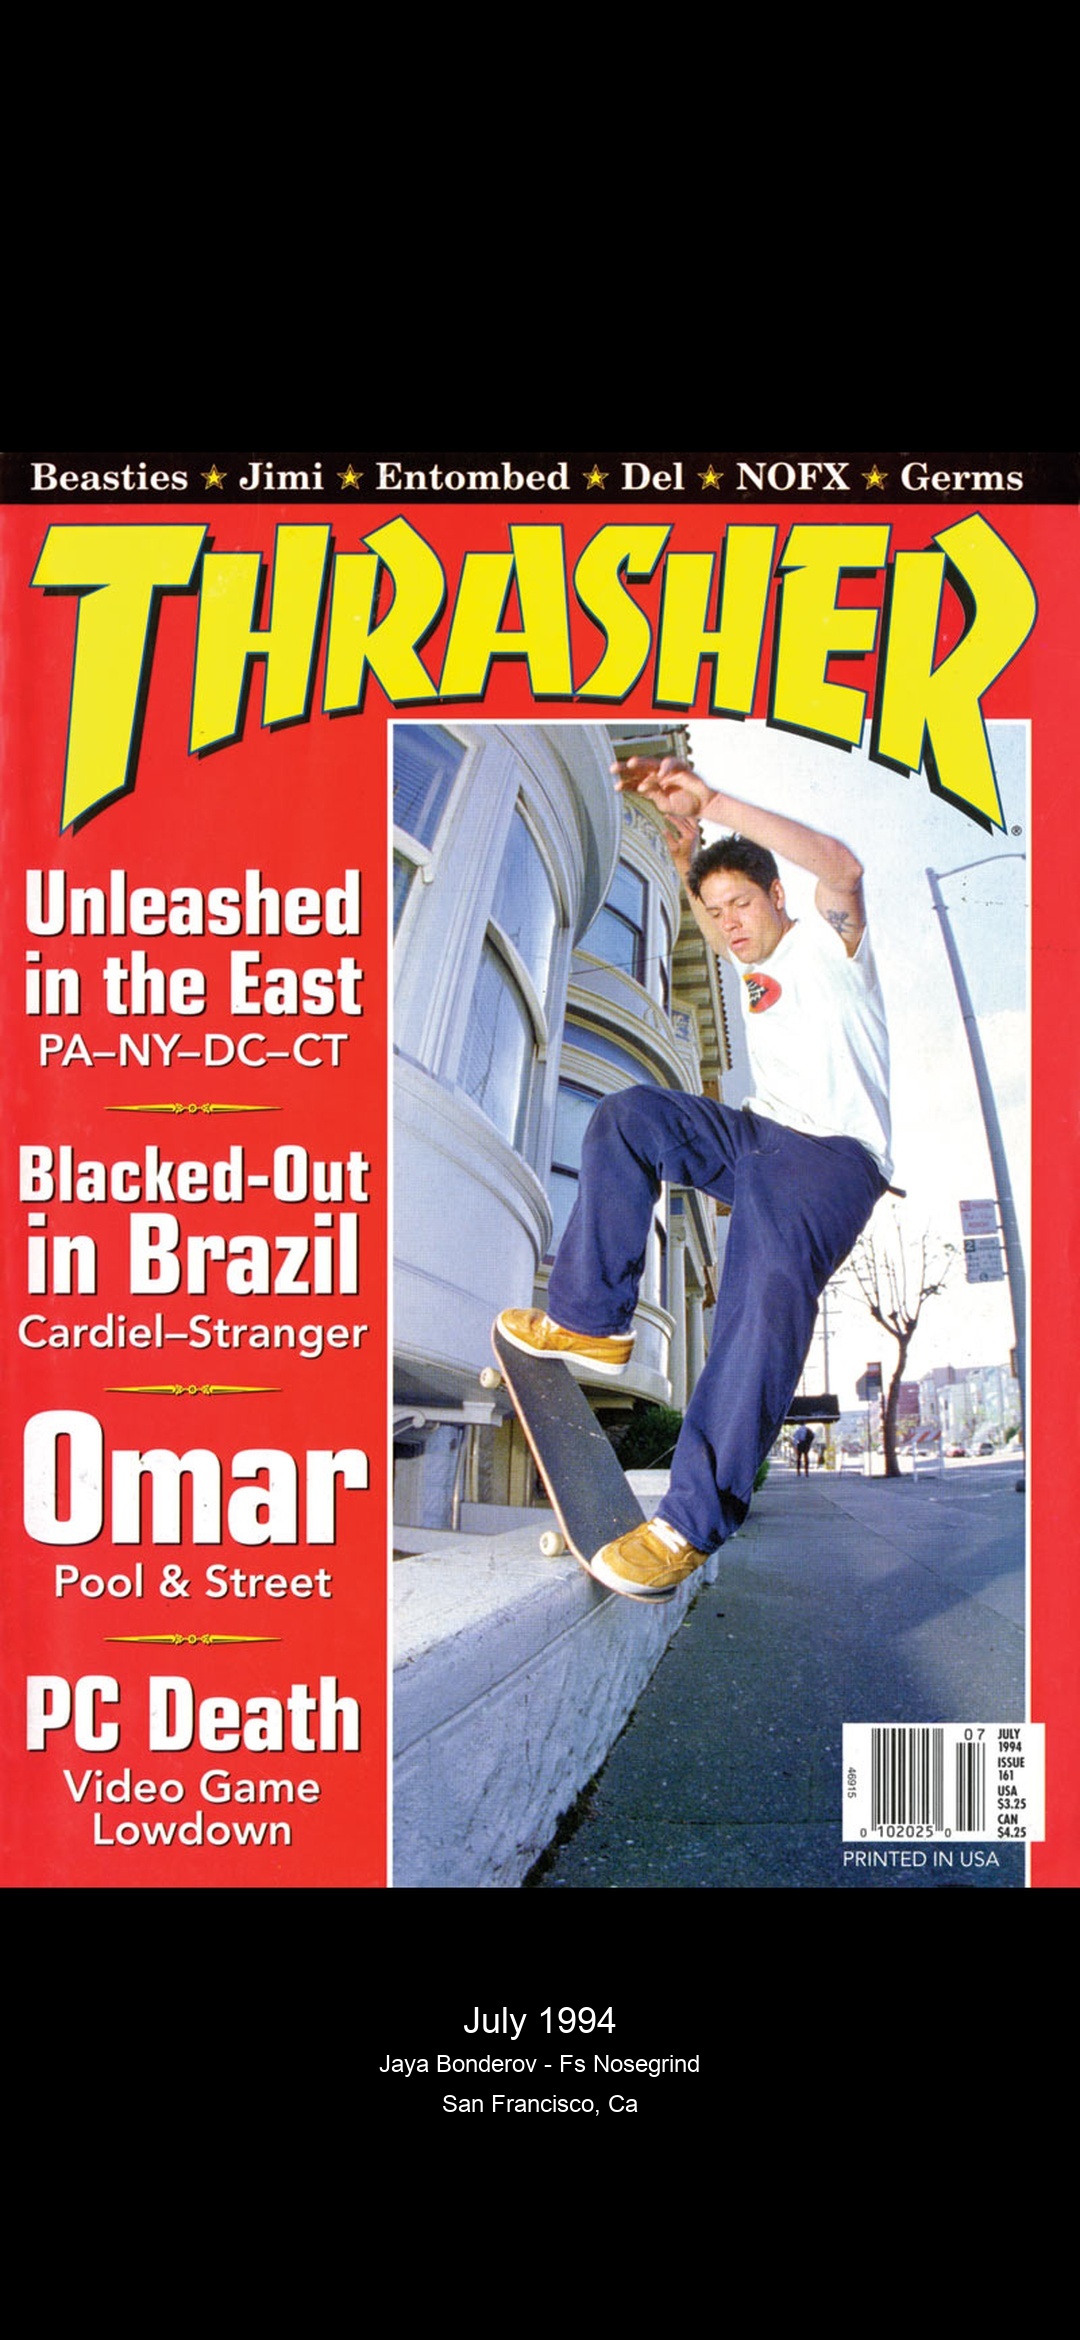 Beasties ★ Jimi ★ Entombed ★ Del ★ NOFX ★ Germs
THRASHER
®
Unleashed
in the East
PA–NY–DC–CT
Blacked-Out
in Brazil
Cardiel–Stranger
Omar
Pool & Street
PC Death
Video Game
Lowdown
46915
07
0 102025 0
JULY
1994
ISSUE
161
USA
$3.25
CAN
$4.25
PRINTED IN USA
July 1994
Jaya Bonderov - Fs Nosegrind
San Francisco, Ca